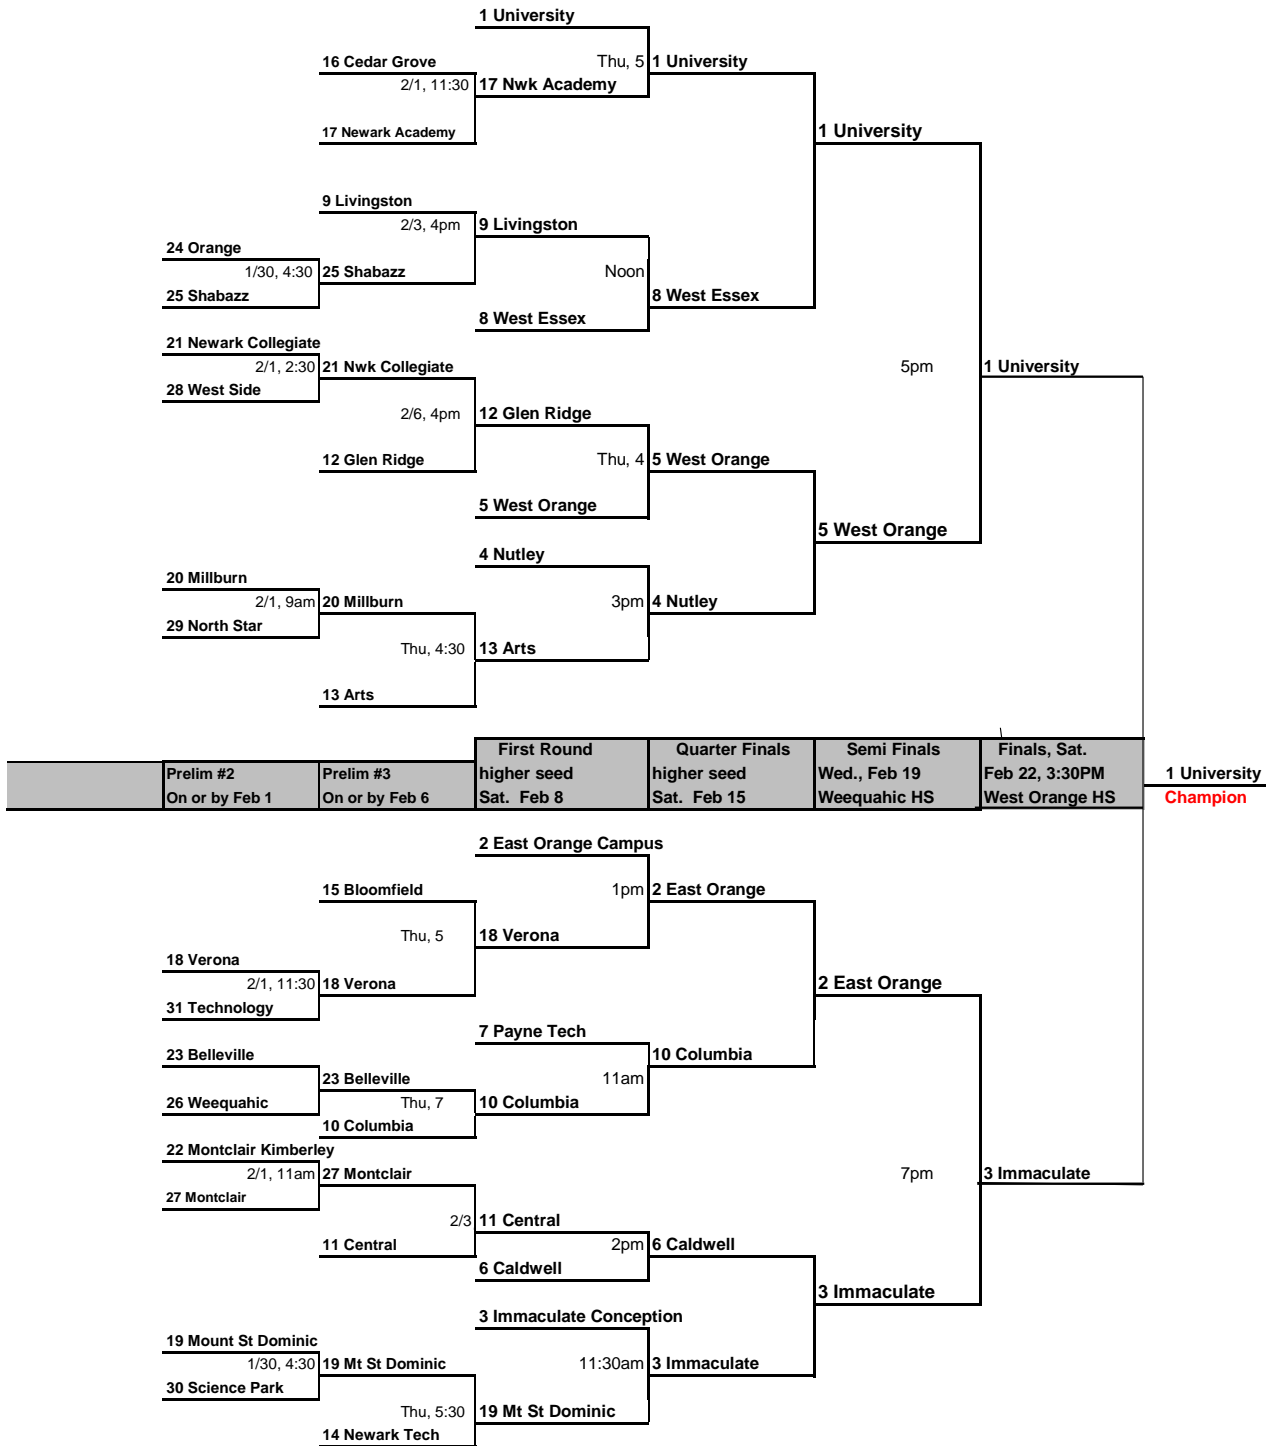 1 University
16 Cedar Grove
Thu, 5
1 University
2/1, 11:30
17 Nwk Academy
17 Newark Academy
1 University
9 Livingston
2/3, 4pm
9 Livingston
24 Orange
1/30, 4:30
25 Shabazz
Noon
25 Shabazz
8 West Essex
8 West Essex
21 Newark Collegiate
2/1, 2:30
21 Nwk Collegiate
5pm
1 University
28 West Side
2/6, 4pm
12 Glen Ridge
12 Glen Ridge
Thu, 4
5 West Orange
5 West Orange
5 West Orange
4 Nutley
20 Millburn
2/1, 9am
20 Millburn
3pm
4 Nutley
29 North Star
Thu, 4:30
13 Arts
13 Arts
First Round
Quarter Finals
Semi Finals
Finals, Sat.
Prelim #2
Prelim #3
higher seed
higher seed
Wed., Feb 19
Feb 22, 3:30PM
1 University
On or by Feb 1
On or by Feb 6
Sat. Feb 8
Sat. Feb 15
Weequahic HS
West Orange HS
Champion
2 East Orange Campus
15 Bloomfield
1pm
2 East Orange
Thu, 5
18 Verona
18 Verona
2/1, 11:30
18 Verona
2 East Orange
31 Technology
7 Payne Tech
23 Belleville
10 Columbia
23 Belleville
11am
26 Weequahic
Thu, 7
10 Columbia
10 Columbia
22 Montclair Kimberley
2/1, 11am
27 Montclair
7pm
3 Immaculate
27 Montclair
2/3
11 Central
11 Central
2pm
6 Caldwell
6 Caldwell
3 Immaculate
3 Immaculate Conception
19 Mount St Dominic
1/30, 4:30
19 Mt St Dominic
11:30am
3 Immaculate
30 Science Park
Thu, 5:30
19 Mt St Dominic
14 Newark Tech